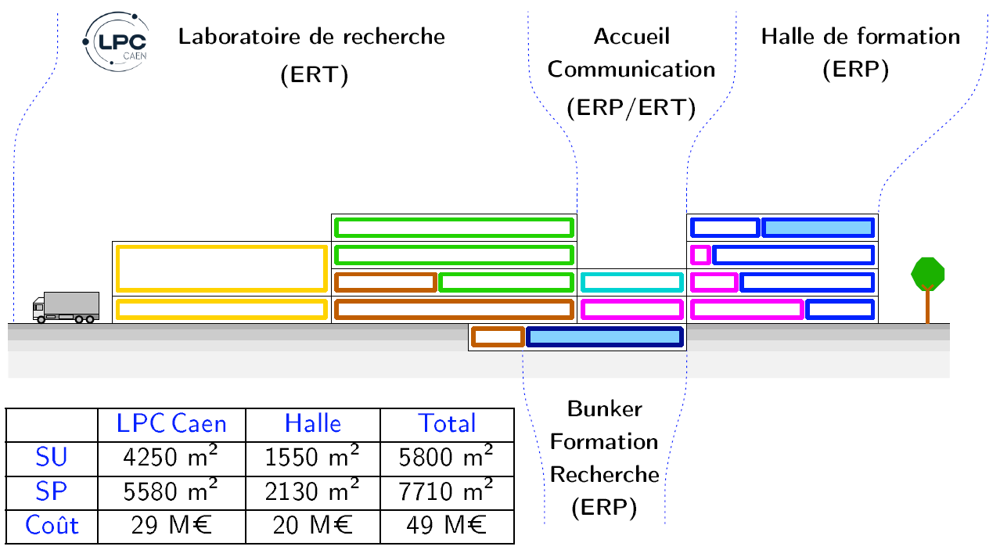 LPC
CAEN
Laboratoire de recherche
(ERT)
Accueil
Communication
(ERP/ERT)
Halle de formation
(ERP)
Bunker
Formation
Recherche
(ERP)
LPC Caen Halle Total
SU 4250 m² 1550 m² 5800 m²
SP 5580 m² 2130 m² 7710 m²
Coût 29 M€ 20 M€ 49 M€